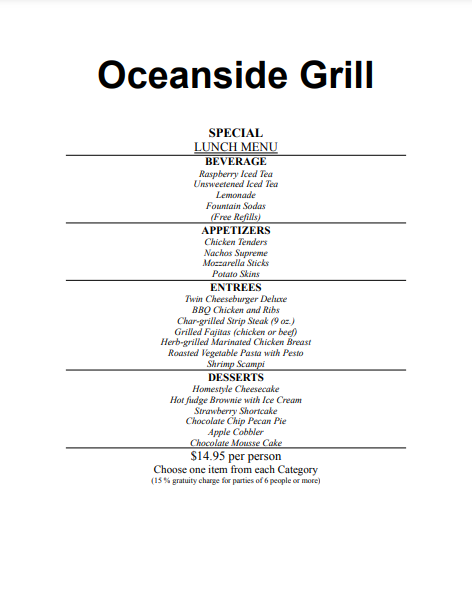 Oceanside Grill
SPECIAL
LUNCH MENU
BEVERAGE
Raspberry Iced Tea
Unsweetened Iced Tea
Lemonade
Fountain Sodas
(Free Refills)
APPETIZERS
Chicken Tenders
Nachos Supreme
Mozzarella Sticks
Potato Skins
ENTREES
Twin Cheeseburger Deluxe
BBQ Chicken and Ribs
Char-grilled Strip Steak (9 oz.)
Grilled Fajitas (chicken or beef)
Herb-grilled Marinated Chicken Breast
Roasted Vegetable Pasta with Pesto
Shrimp Scampi
DESSERTS
Homestyle Cheesecake
Hot fudge Brownie with Ice Cream
Strawberry Shortcake
Chocolate Chip Pecan Pie
Apple Cobbler
Chocolate Mousse Cake
$14.95 per person
Choose one item from each Category
(15 % gratuity charge for parties of 6 people or more)